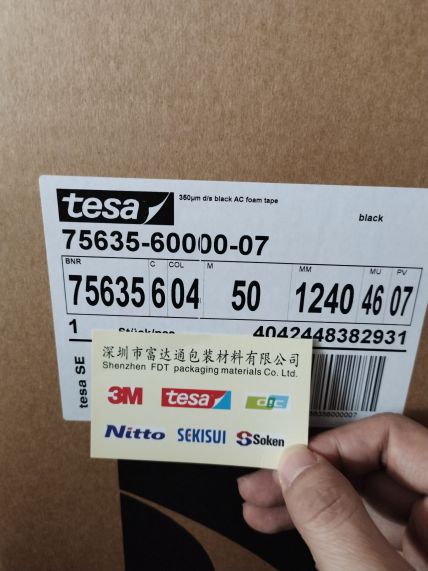 tesa
350µm d/s black AC foam tape
black
75635-60000-07
BNR C COL M MM MU PV
75635 6 04 50 1240 46 07
1 Stück/pcs 4042448382931
tesa SE
深圳市富达通包装材料有限公司
Shenzhen FDT packaging materials Co. Ltd.
3M tesa dic
Nitto SEKISUI Soken